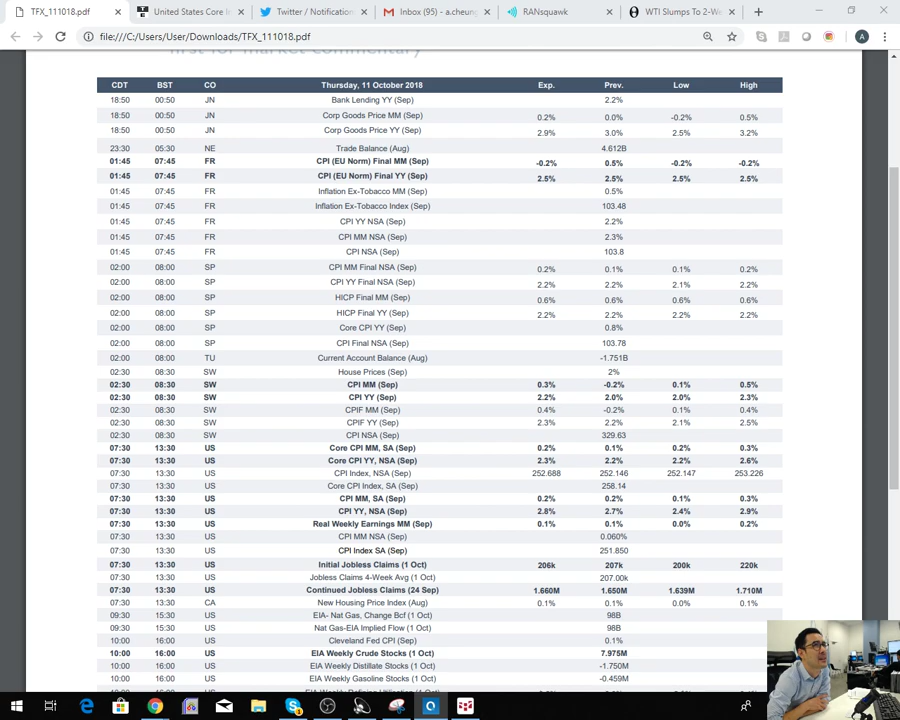 TFX_111018.pdf
United States Core In
Twitter / Notification
Inbox (95) - a.cheung
RANsquawk
WTI Slumps To 2-We
file:///C:/Users/User/Downloads/TFX_111018.pdf
A
first for market commentary
CDT BST CO Thursday, 11 October 2018 Exp. Prev. Low High
18:50 00:50 JN Bank Lending YY (Sep) 2.2%
18:50 00:50 JN Corp Goods Price MM (Sep) 0.2% 0.0% -0.2% 0.5%
18:50 00:50 JN Corp Goods Price YY (Sep) 2.9% 3.0% 2.5% 3.2%
23:30 05:30 NE Trade Balance (Aug) 4.612B
01:45 07:45 FR CPI (EU Norm) Final MM (Sep) -0.2% 0.5% -0.2% -0.2%
01:45 07:45 FR CPI (EU Norm) Final YY (Sep) 2.5% 2.5% 2.5% 2.5%
01:45 07:45 FR Inflation Ex-Tobacco MM (Sep) 0.5%
01:45 07:45 FR Inflation Ex-Tobacco Index (Sep) 103.48
01:45 07:45 FR CPI YY NSA (Sep) 2.2%
01:45 07:45 FR CPI MM NSA (Sep) 2.3%
01:45 07:45 FR CPI NSA (Sep) 103.8
02:00 08:00 SP CPI MM Final NSA (Sep) 0.2% 0.1% 0.1% 0.2%
02:00 08:00 SP CPI YY Final NSA (Sep) 2.2% 2.2% 2.1% 2.2%
02:00 08:00 SP HICP Final MM (Sep) 0.6% 0.6% 0.6% 0.6%
02:00 08:00 SP HICP Final YY (Sep) 2.2% 2.2% 2.2% 2.2%
02:00 08:00 SP Core CPI YY (Sep) 0.8%
02:00 08:00 SP CPI Final NSA (Sep) 103.78
02:00 08:00 TU Current Account Balance (Aug) -1.751B
02:30 08:30 SW House Prices (Sep) 2%
02:30 08:30 SW CPI MM (Sep) 0.3% -0.2% 0.1% 0.5%
02:30 08:30 SW CPI YY (Sep) 2.2% 2.0% 2.0% 2.3%
02:30 08:30 SW CPIF MM (Sep) 0.4% -0.2% 0.1% 0.4%
02:30 08:30 SW CPIF YY (Sep) 2.3% 2.2% 2.1% 2.5%
02:30 08:30 SW CPI NSA (Sep) 329.63
07:30 13:30 US Core CPI MM, SA (Sep) 0.2% 0.1% 0.2% 0.3%
07:30 13:30 US Core CPI YY, NSA (Sep) 2.3% 2.2% 2.2% 2.6%
07:30 13:30 US CPI Index, NSA (Sep) 252.688 252.146 252.147 253.226
07:30 13:30 US Core CPI Index, SA (Sep) 258.14
07:30 13:30 US CPI MM, SA (Sep) 0.2% 0.2% 0.1% 0.3%
07:30 13:30 US CPI YY, NSA (Sep) 2.8% 2.7% 2.4% 2.9%
07:30 13:30 US Real Weekly Earnings MM (Sep) 0.1% 0.1% 0.0% 0.2%
07:30 13:30 US CPI MM NSA (Sep) 0.060%
07:30 13:30 US CPI Index SA (Sep) 251.850
07:30 13:30 US Initial Jobless Claims (1 Oct) 206k 207k 200k 220k
07:30 13:30 US Jobless Claims 4-Week Avg (1 Oct) 207.00k
07:30 13:30 US Continued Jobless Claims (24 Sep) 1.660M 1.650M 1.639M 1.710M
07:30 13:30 CA New Housing Price Index (Aug) 0.1% 0.1% 0.0% 0.1%
09:30 15:30 US EIA- Nat Gas, Change Bcf (1 Oct) 98B
09:30 15:30 US Nat Gas-EIA Implied Flow (1 Oct) 98B
10:00 16:00 US Cleveland Fed CPI (Sep) 0.1%
10:00 16:00 US EIA Weekly Crude Stocks (1 Oct) 7.975M
10:00 16:00 US EIA Weekly Distillate Stocks (1 Oct) -1.750M
10:00 16:00 US EIA Weekly Gasoline Stocks (1 Oct) -0.459M